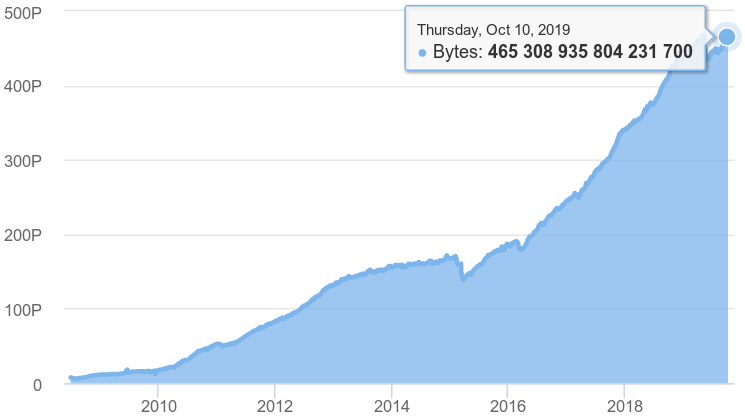 500P
Thursday, Oct 10, 2019
● Bytes: 465 308 935 804 231 700
400P
300P
200P
100P
0
2010 2012 2014 2016 2018